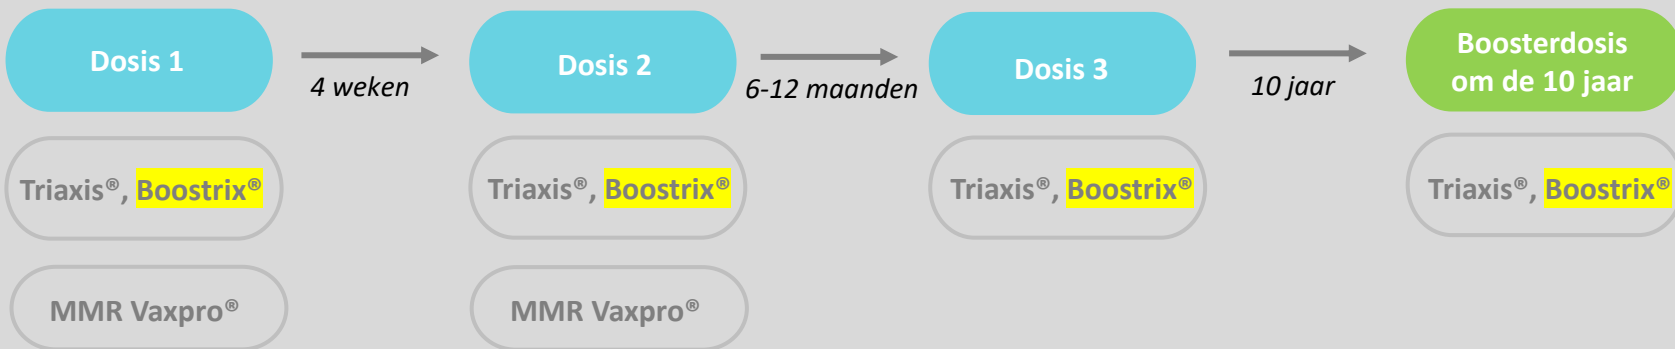 Dosis 1
4 weken
Dosis 2
6-12 maanden
Dosis 3
10 jaar
Boosterdosis
om de 10 jaar
Triaxis®, Boostrix®
Triaxis®, Boostrix®
Triaxis®, Boostrix®
Triaxis®, Boostrix®
MMR Vaxpro®
MMR Vaxpro®